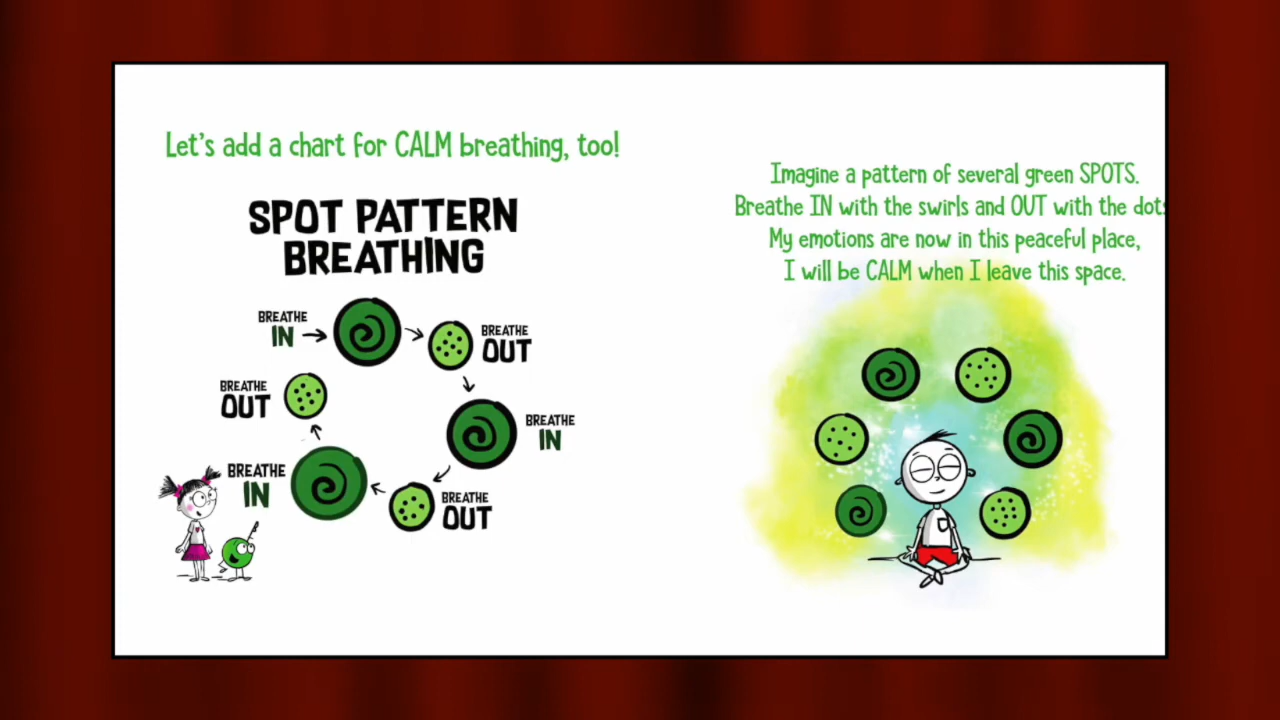 Let's add a chart for CALM breathing, too!
SPOT PATTERN
BREATHING
BREATHE
IN
BREATHE
OUT
BREATHE
IN
BREATHE
OUT
BREATHE
IN
BREATHE
OUT
Imagine a pattern of several green SPOTS.
Breathe IN with the swirls and OUT with the dots
My emotions are now in this peaceful place,
I will be CALM when I leave this space.